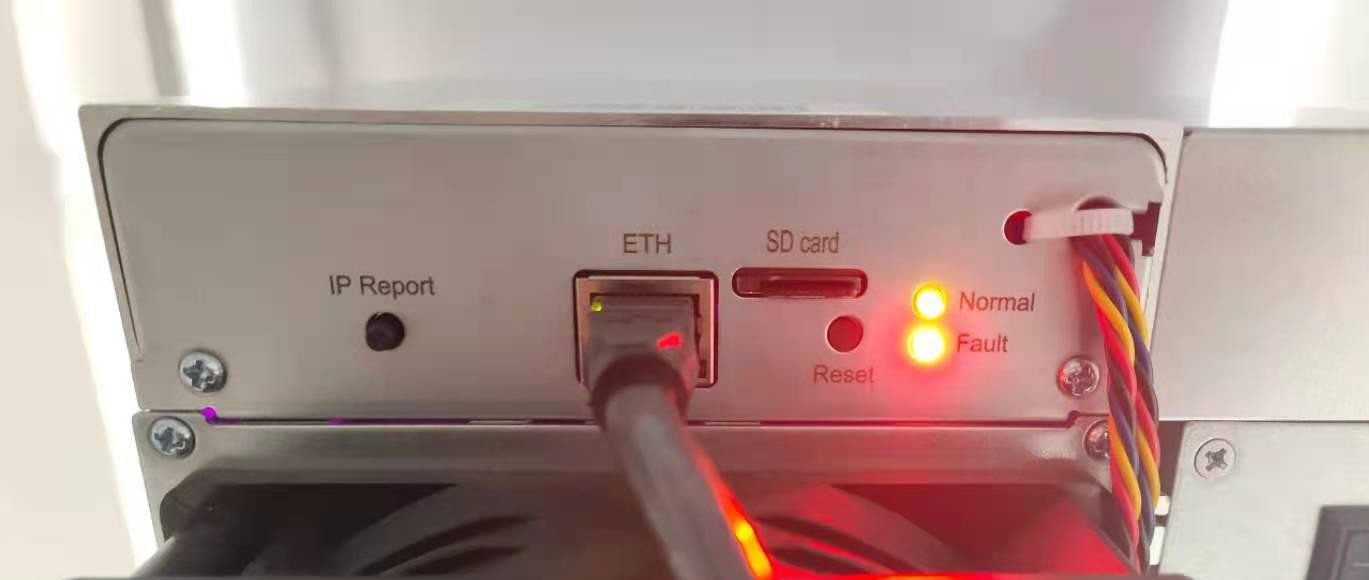 IP Report
ETH
SD card
Reset
Normal
Fault